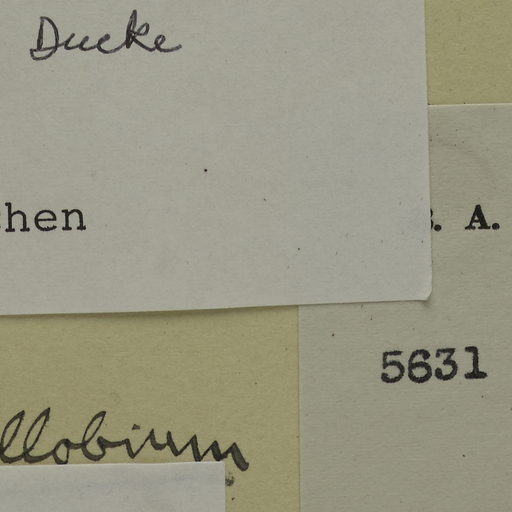 Ducke
chen
. A.
5631
llobium